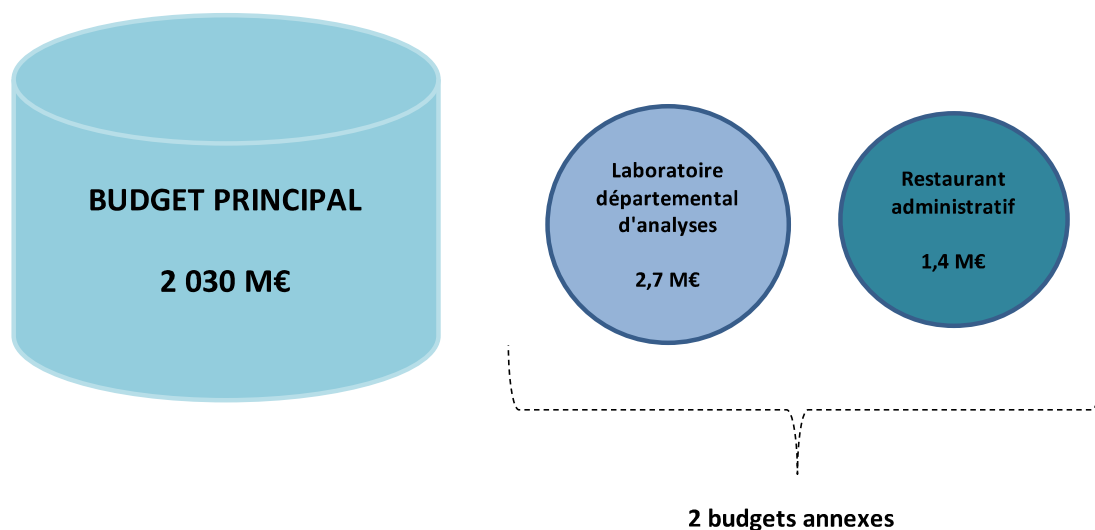 BUDGET PRINCIPAL
2 030 M€
Laboratoire
départemental
d'analyses
2,7 M€
Restaurant
administratif
1,4 M€
2 budgets annexes